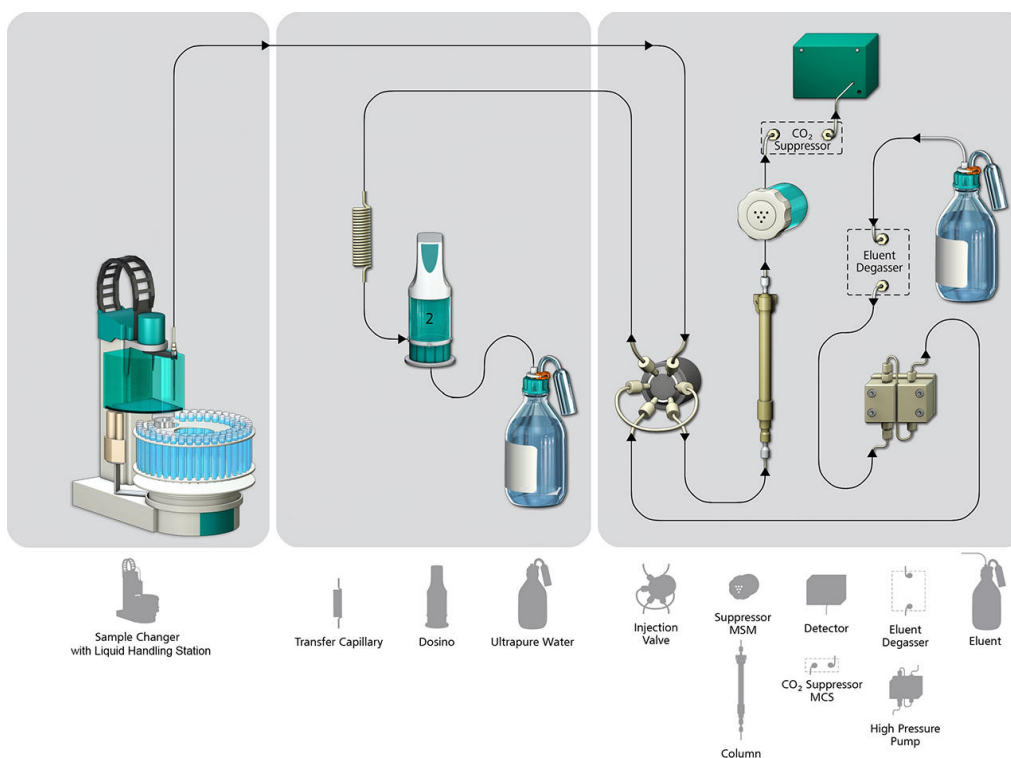 CO₂
Suppressor
Eluent
Degasser
2
Sample Changer
with Liquid Handling Station
Transfer Capillary
Dosino
Ultrapure Water
Injection
Valve
Suppressor
MSM
Detector
Eluent
Degasser
Eluent
CO₂ Suppressor
MCS
High Pressure
Pump
Column